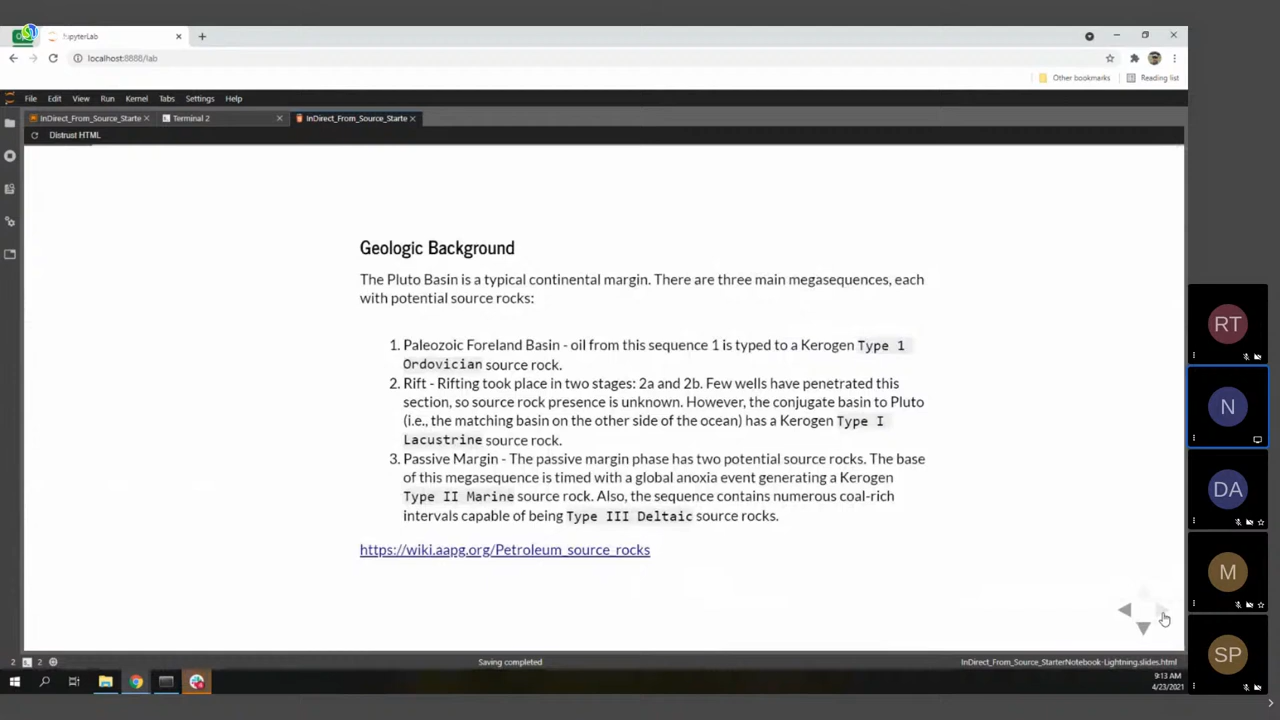 JupyterLab
localhost:8888/lab
Other bookmarks
Reading list
File Edit View Run Kernel Tabs Settings Help
InDirect_From_Source_Starte
Terminal 2
InDirect_From_Source_Starte
Distrust HTML
Geologic Background
The Pluto Basin is a typical continental margin. There are three main megasequences, each
with potential source rocks:
1. Paleozoic Foreland Basin - oil from this sequence 1 is typed to a Kerogen Type 1
Ordovician source rock.
2. Rift - Rifting took place in two stages: 2a and 2b. Few wells have penetrated this
section, so source rock presence is unknown. However, the conjugate basin to Pluto
(i.e., the matching basin on the other side of the ocean) has a Kerogen Type I
Lacustrine source rock.
3. Passive Margin - The passive margin phase has two potential source rocks. The base
of this megasequence is timed with a global anoxia event generating a Kerogen
Type II Marine source rock. Also, the sequence contains numerous coal-rich
intervals capable of being Type III Deltaic source rocks.
https://wiki.aapg.org/Petroleum_source_rocks
RT
N
DA
M
SP
2
2
Saving completed
InDirect_From_Source_StarterNotebook-Lightning.slides.html
9:13 AM
4/23/2021